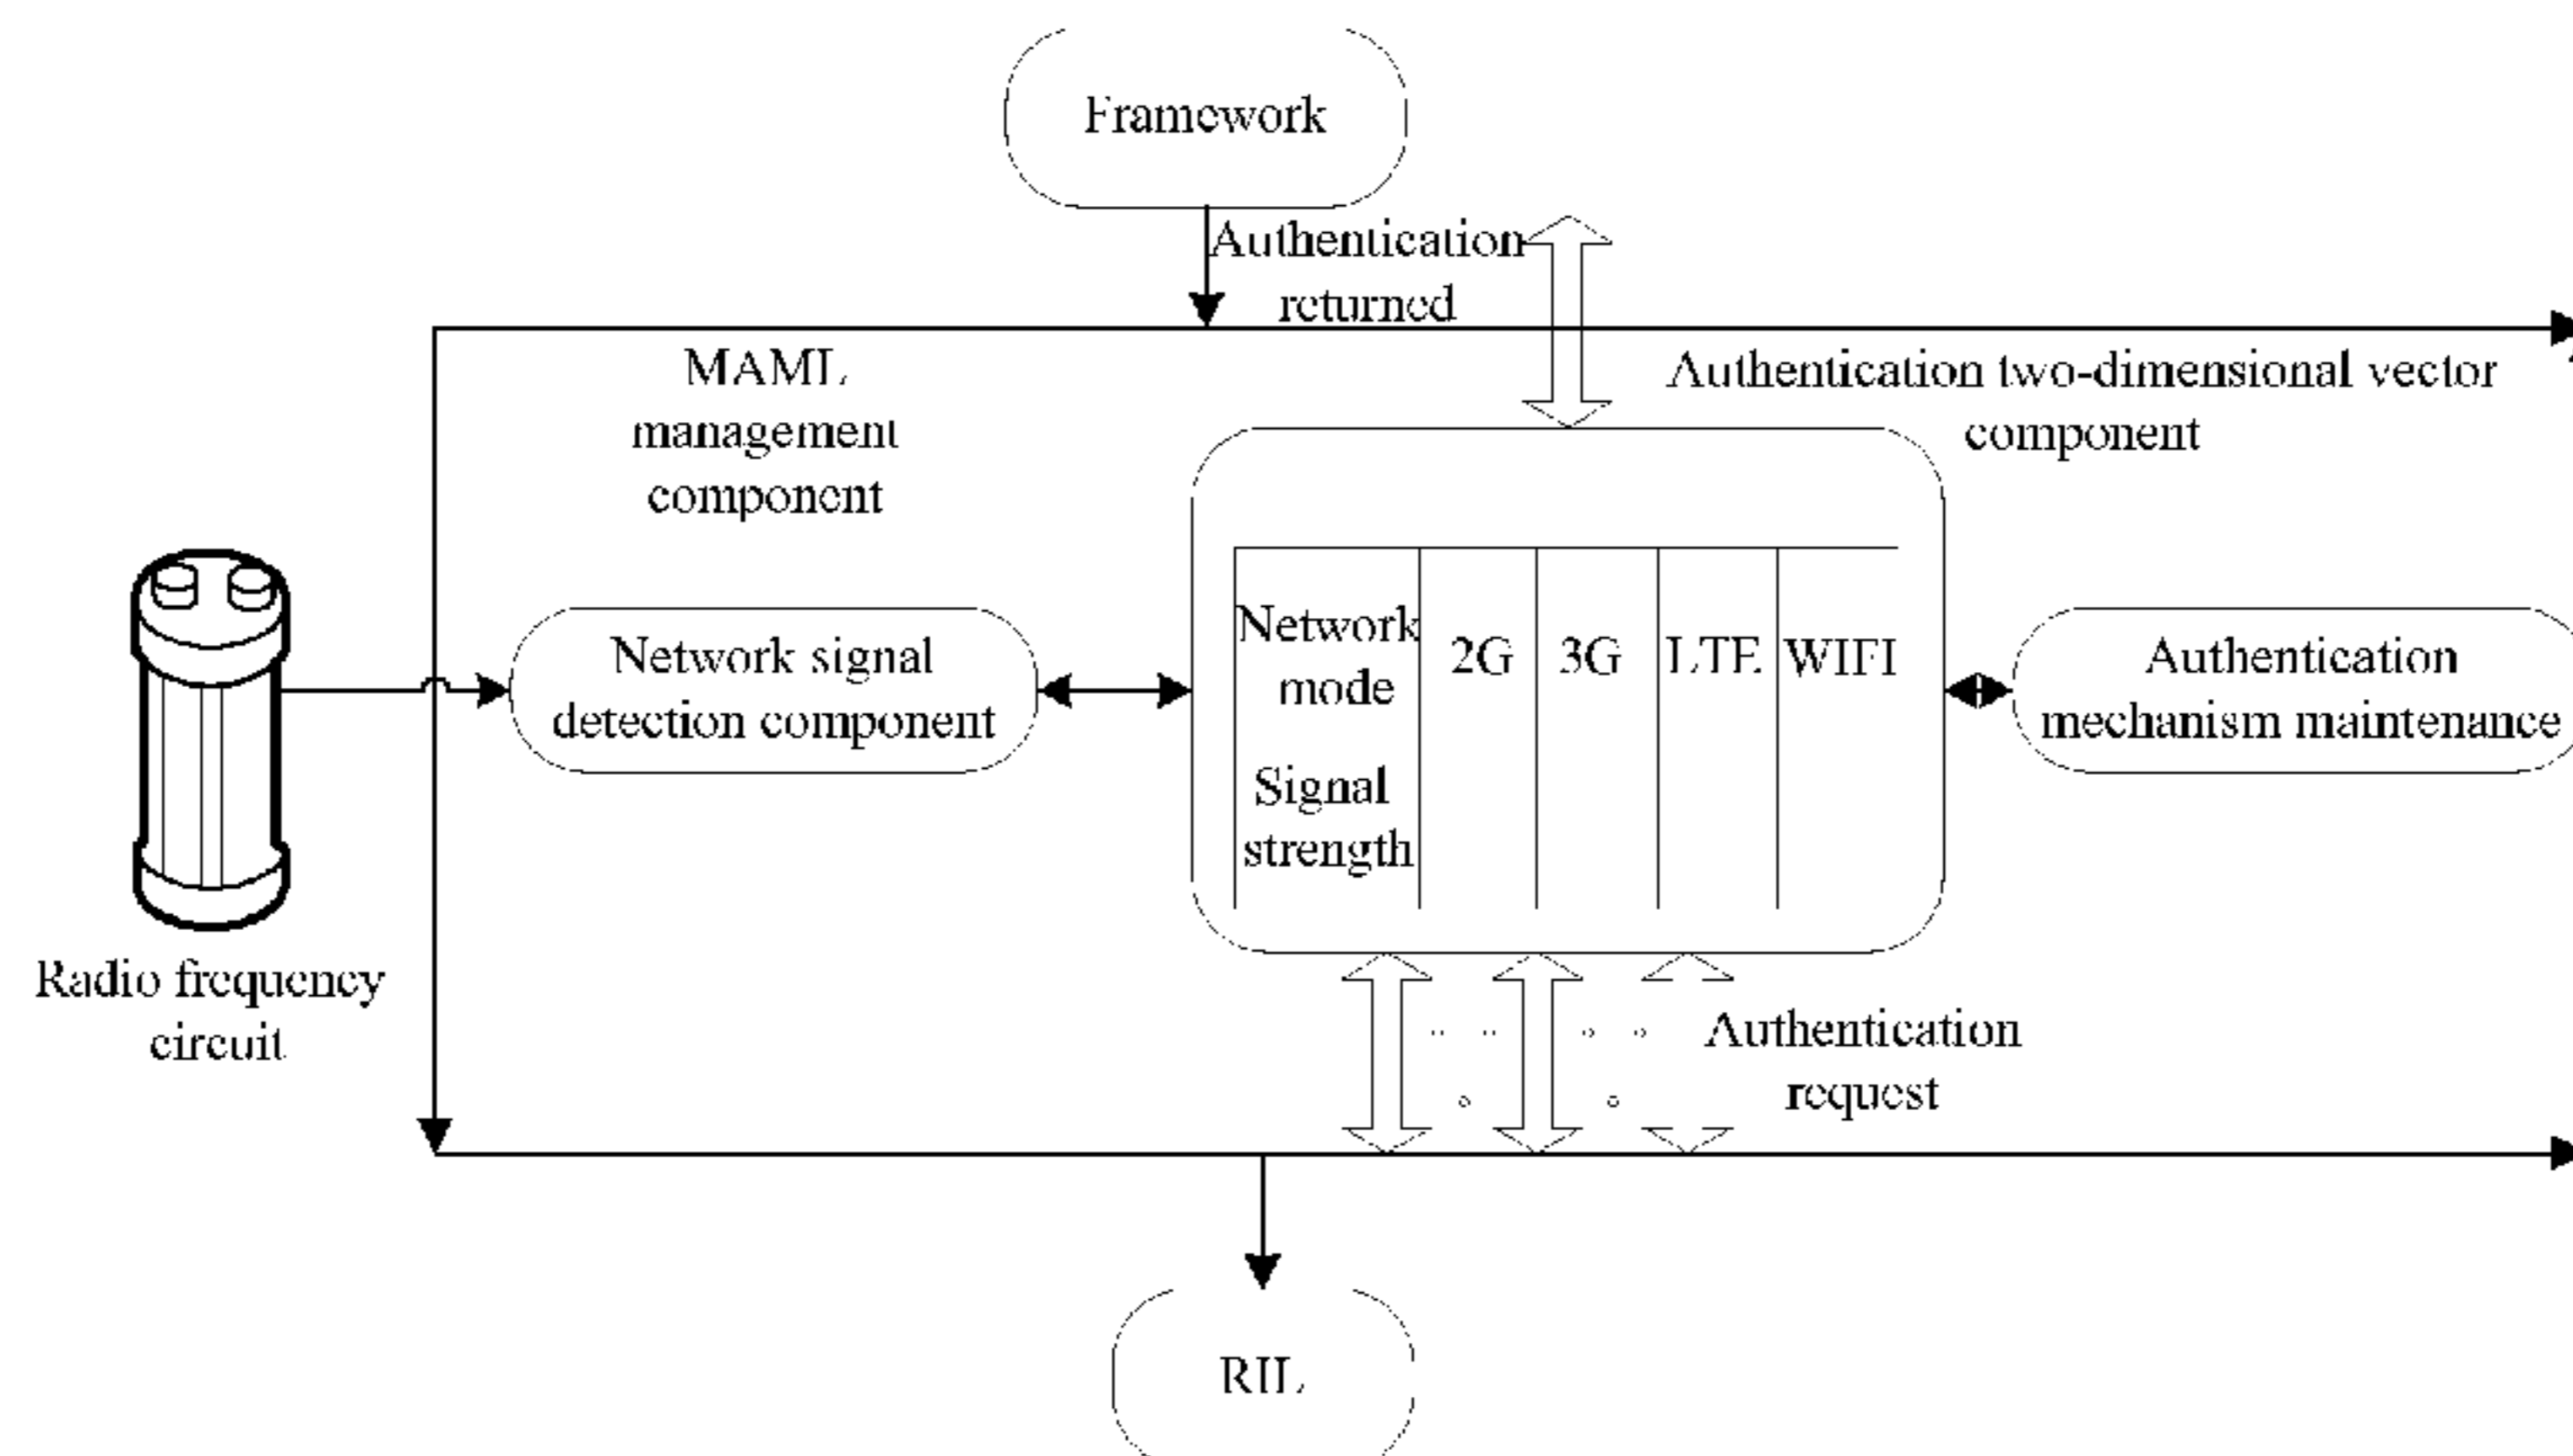 Framework
Authentication
returned
MAML
management
component
Authentication two-dimensional vector
component
Network signal
detection component
Network
mode
Signal
strength
2G
3G
LTE
WIFI
Authentication
mechanism maintenance
Radio frequency
circuit
Authentication
request
RIL